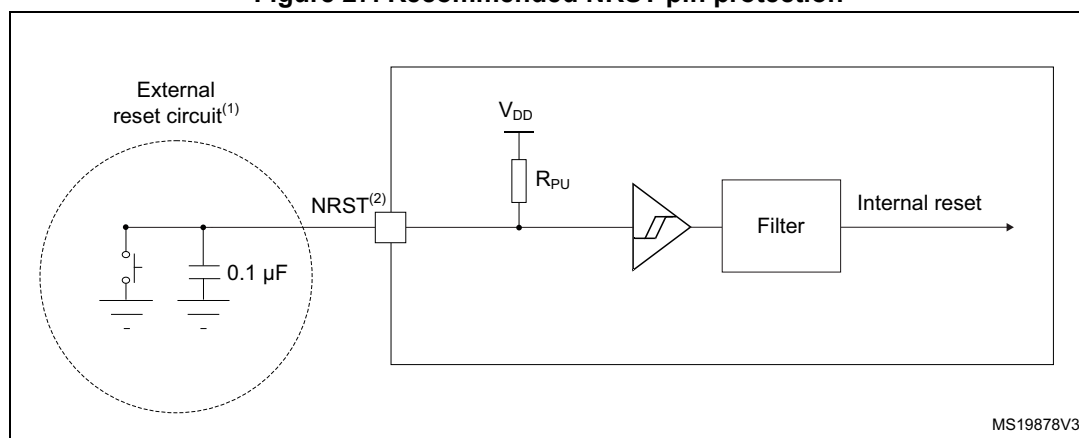 Figure 27. Recommended NRST pin protection
External
reset circuit(1)
VDD
RPU
NRST(2)
Filter
Internal reset
0.1 µF
MS19878V3